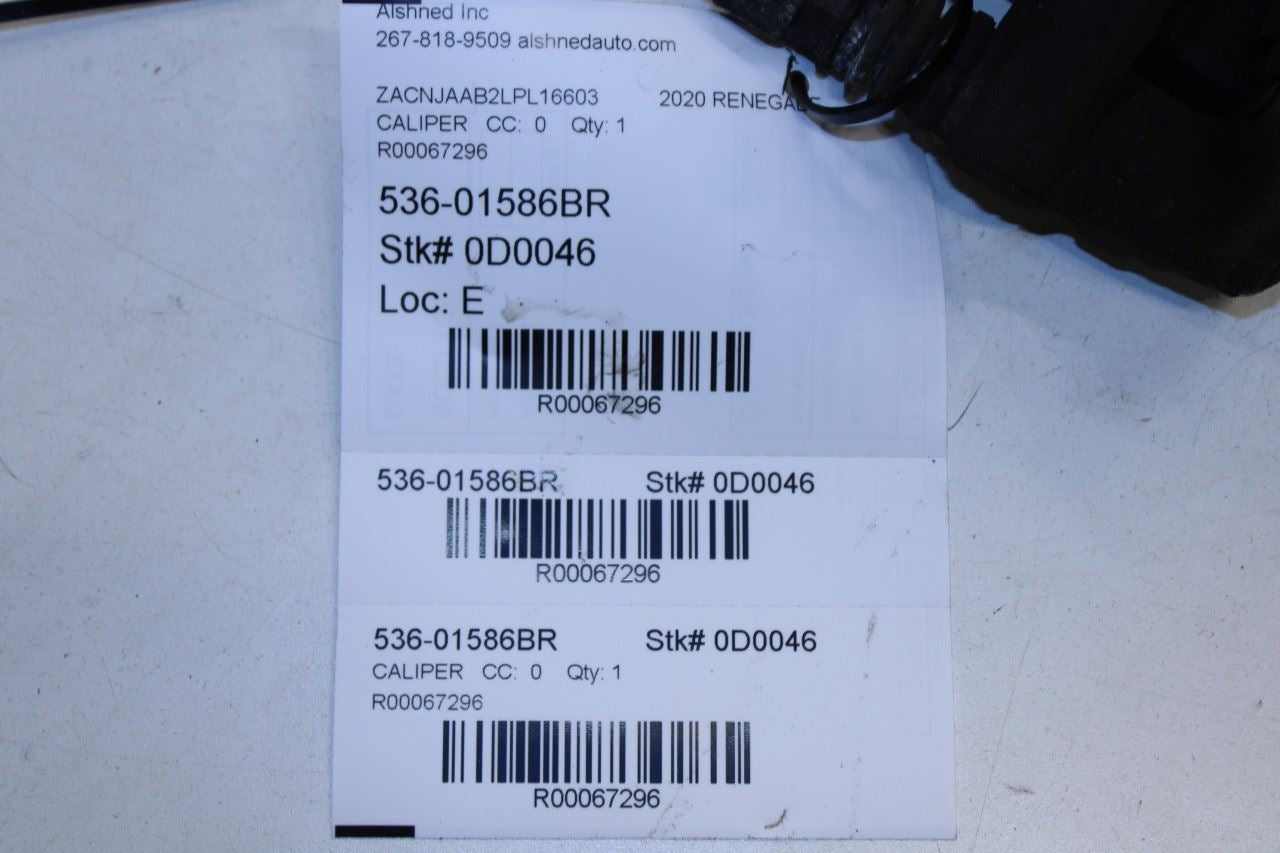 Alshned Inc
267-818-9509 alshnedauto.com
ZACNJAAB2LPL16603 2020 RENEGADE
CALIPER CC: 0 Qty: 1
R00067296
536-01586BR
Stk# 0D0046
Loc: E
R00067296
536-01586BR Stk# 0D0046
R00067296
536-01586BR Stk# 0D0046
CALIPER CC: 0 Qty: 1
R00067296
R00067296